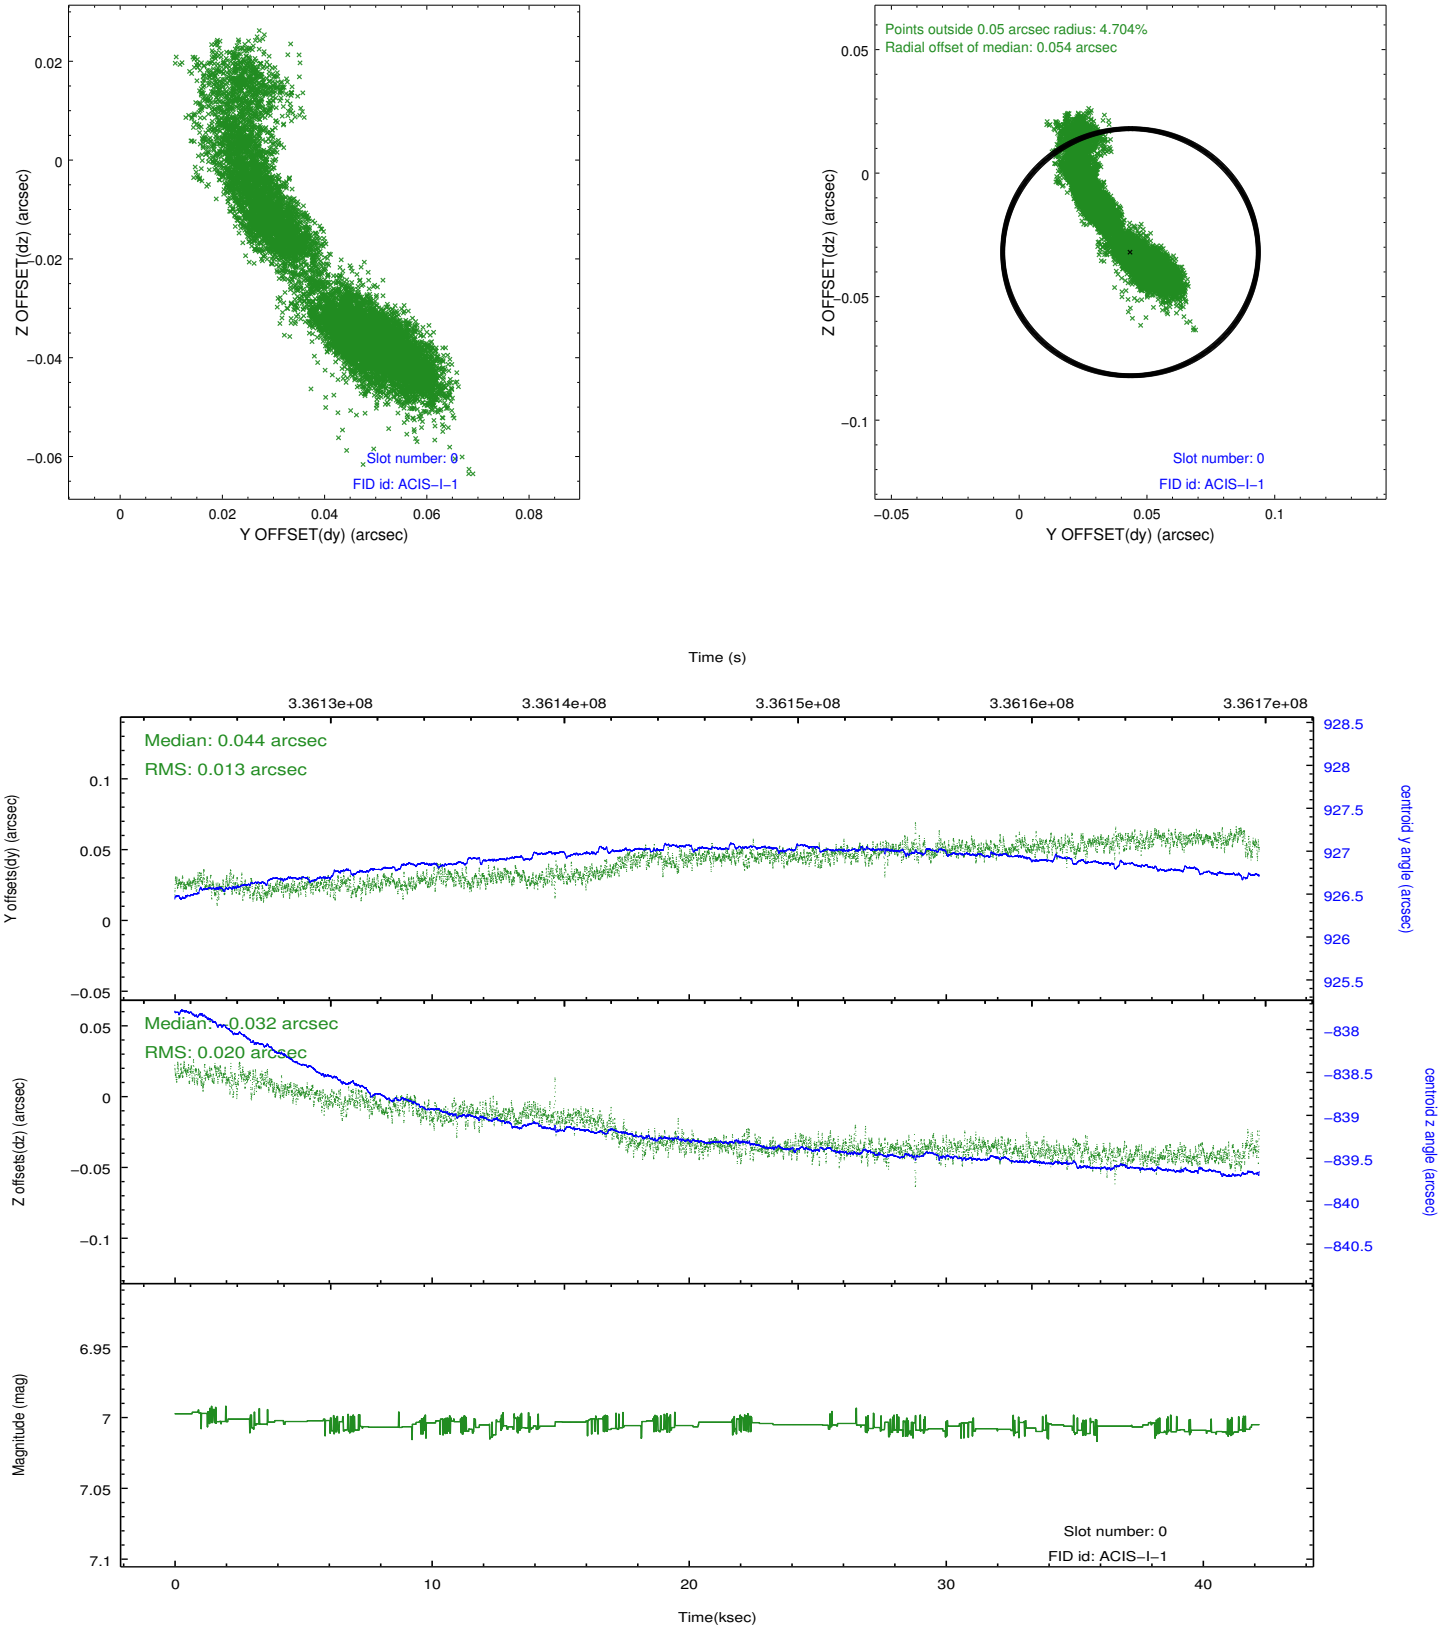 0.02
0
−0.02
−0.04
−0.06
0
0.02
0.04
0.06
0.08
Z OFFSET(dz) (arcsec)
Y OFFSET(dy) (arcsec)
Slot number: 0
FID id: ACIS−I−1
Points outside 0.05 arcsec radius: 4.704%
Radial offset of median: 0.054 arcsec
0.05
0
−0.05
−0.1
−0.05
0
0.05
0.1
Z OFFSET(dz) (arcsec)
Y OFFSET(dy) (arcsec)
Slot number: 0
FID id: ACIS−I−1
Time (s)
3.3613e+08
3.3614e+08
3.3615e+08
3.3616e+08
3.3617e+08
Median: 0.044 arcsec
RMS: 0.013 arcsec
0.1
0.05
0
−0.05
Y offsets(dy) (arcsec)
928.5
928
927.5
927
926.5
926
925.5
centroid y angle (arcsec)
Median: −0.032 arcsec
RMS: 0.020 arcsec
0.05
0
−0.05
−0.1
Z offsets(dz) (arcsec)
−838
−838.5
−839
−839.5
−840
−840.5
centroid z angle (arcsec)
6.95
7
7.05
7.1
Magnitude (mag)
Slot number: 0
FID id: ACIS−I−1
0
10
20
30
40
Time(ksec)